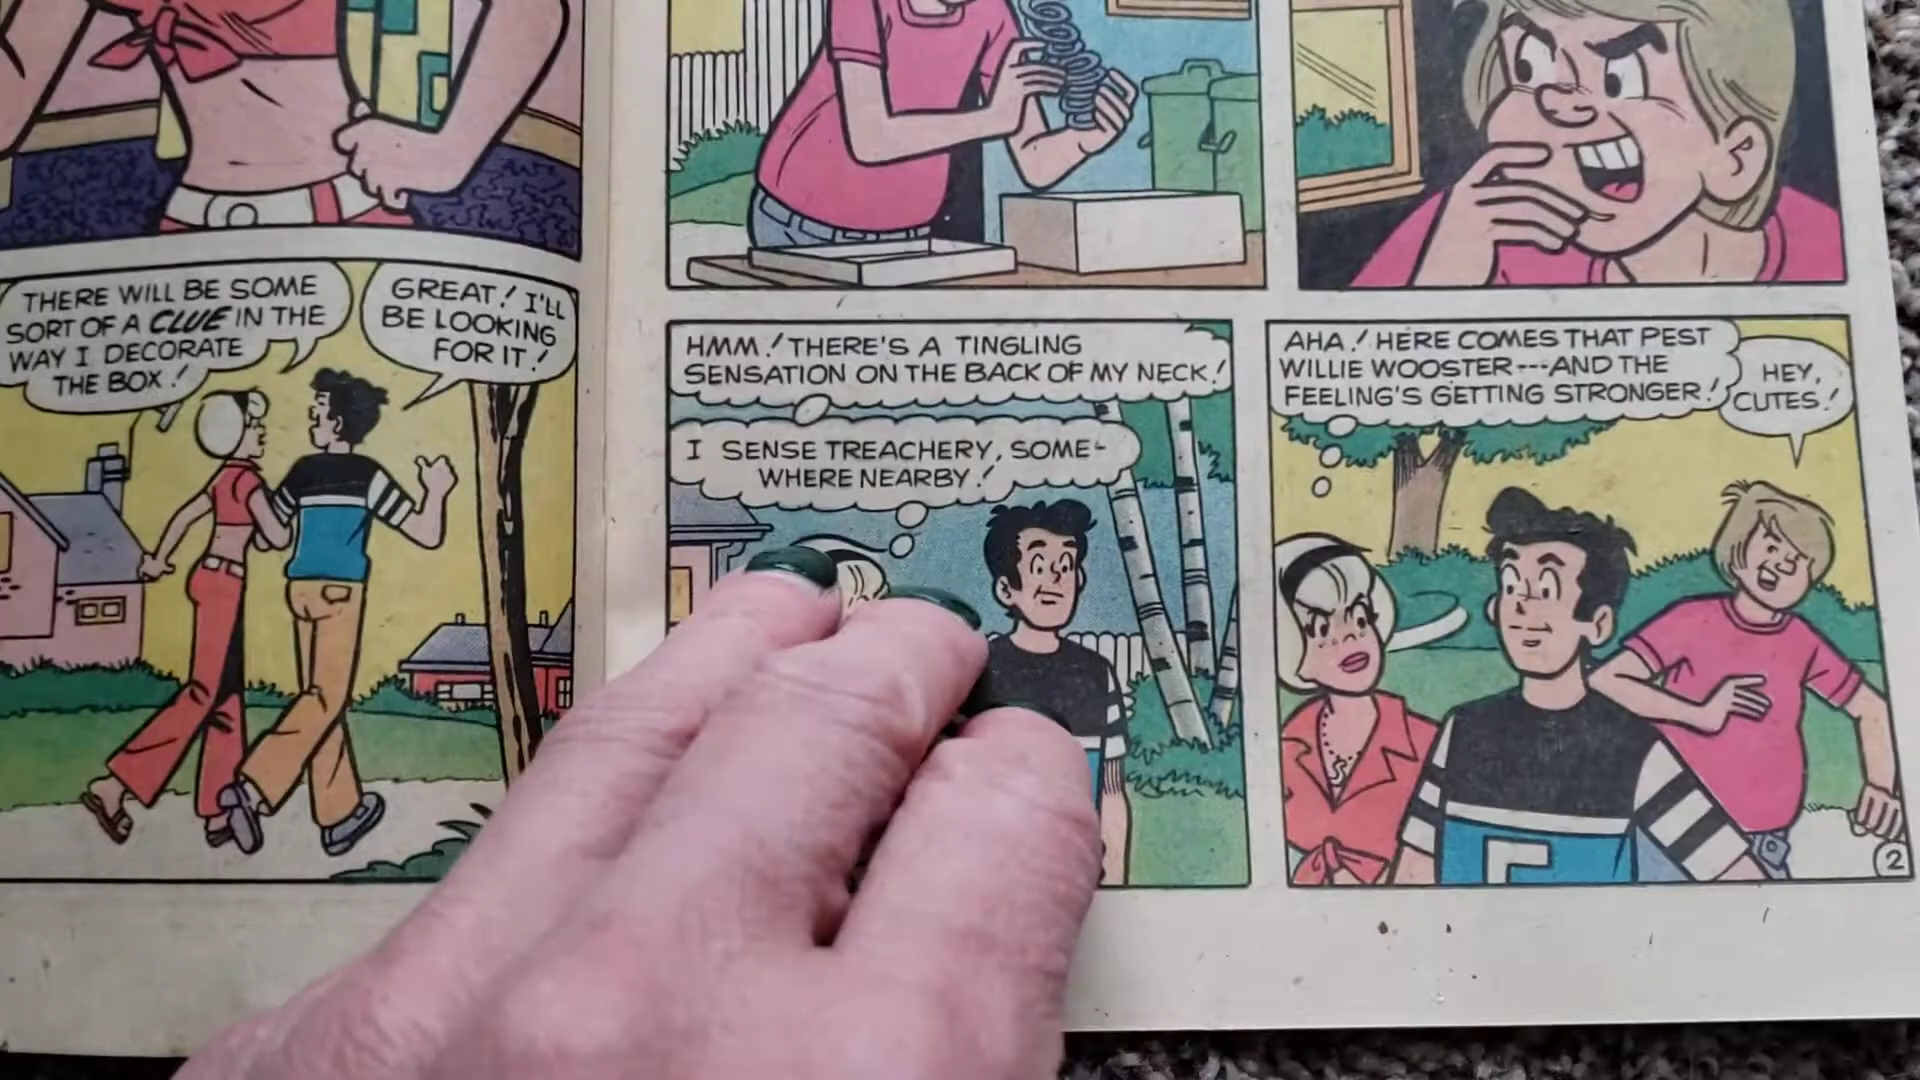 THERE WILL BE SOME
SORT OF A CLUE IN THE
WAY I DECORATE
THE BOX!
GREAT! I'LL
BE LOOKING
FOR IT!
HMM! THERE'S A TINGLING
SENSATION ON THE BACK OF MY NECK!
I SENSE TREACHERY, SOME-
WHERE NEARBY!
AHA! HERE COMES THAT PEST
WILLIE WOOSTER---AND THE
FEELING'S GETTING STRONGER!
HEY,
CUTES!
2